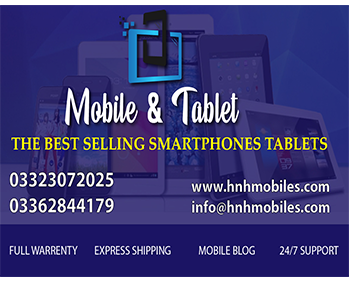 Mobile & Tablet
THE BEST SELLING SMARTPHONES TABLETS
03323072025
www.hnhmobiles.com
03362844179
info@hnhmobiles.com
FULL WARRENTY EXPRESS SHIPPING MOBILE BLOG 24/7 SUPPORT